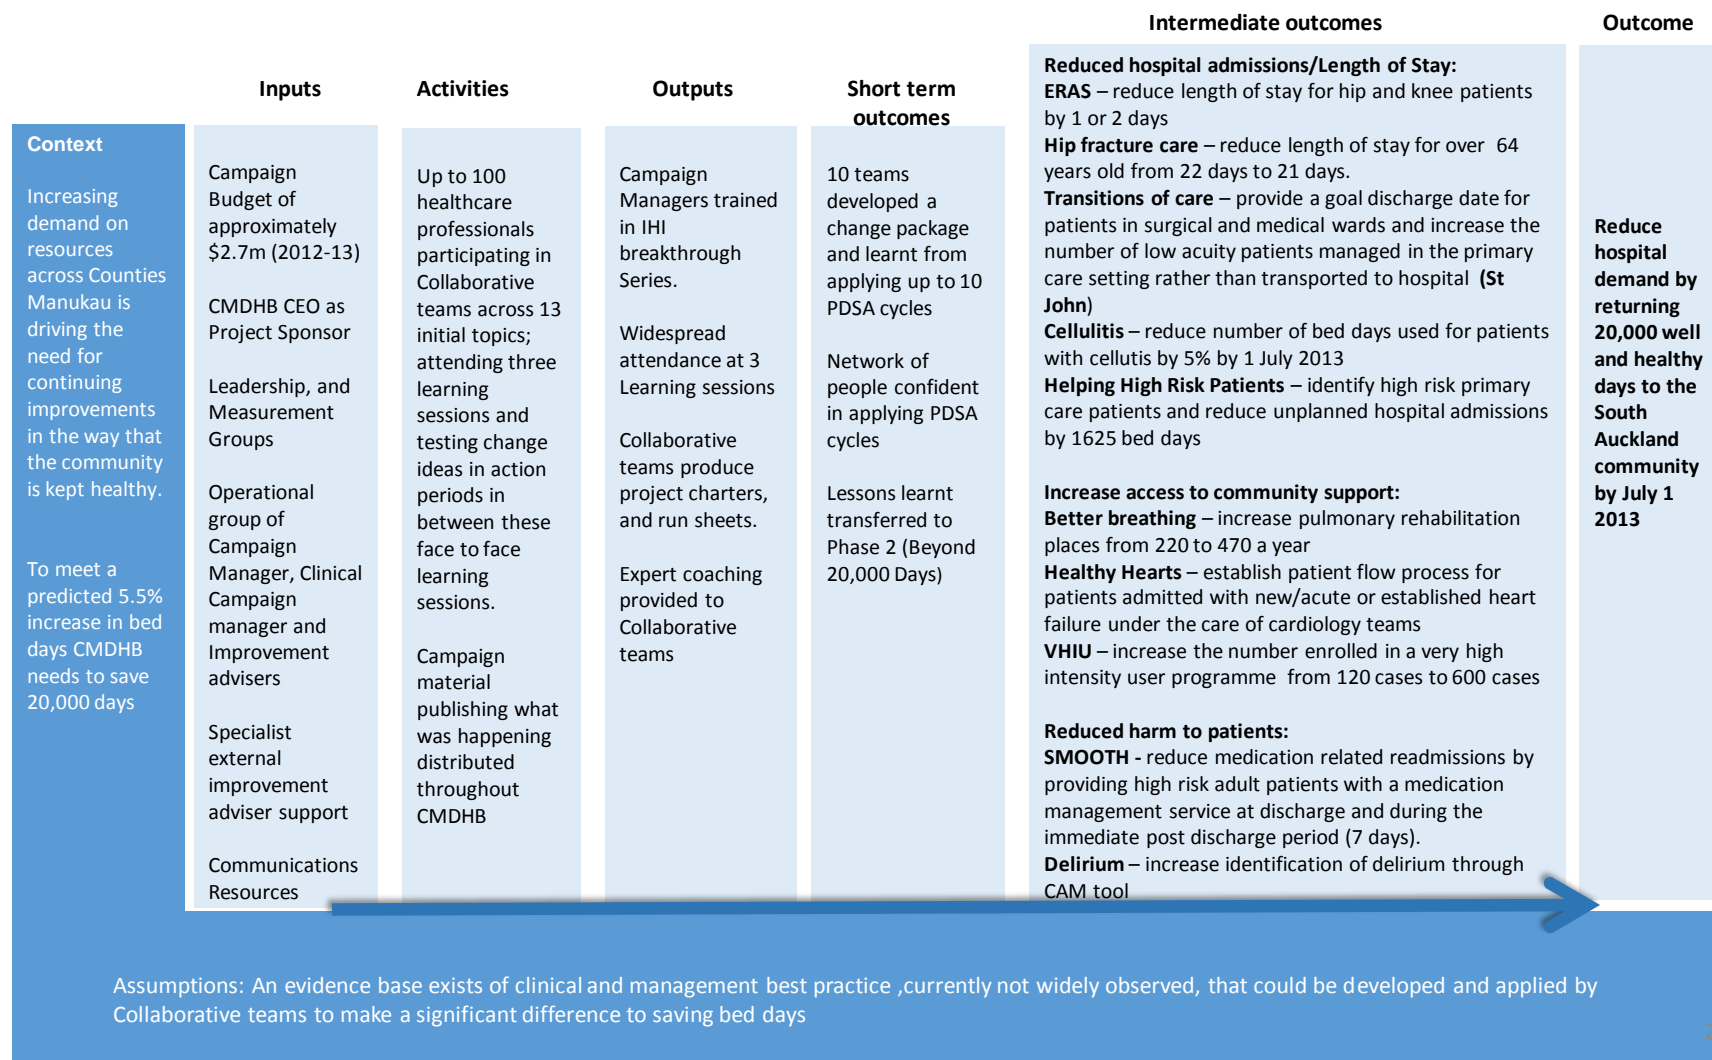 Context
Increasing
demand on
resources
across Counties
Manukau is
driving the
need for
continuing
improvements
in the way that
the community
is kept healthy.
To meet a
predicted 5.5%
increase in bed
days CMDHB
needs to save
20,000 days
Inputs
Campaign
Budget of
approximately
$2.7m (2012-13)
CMDHB CEO as
Project Sponsor
Leadership, and
Measurement
Groups
Operational
group of
Campaign
Manager, Clinical
Campaign
manager and
Improvement
advisers
Specialist
external
improvement
adviser support
Communications
Resources
Activities
Up to 100
healthcare
professionals
participating in
Collaborative
teams across 13
initial topics;
attending three
learning
sessions and
testing change
ideas in action
periods in
between these
face to face
learning
sessions.
Campaign
material
publishing what
was happening
distributed
throughout
CMDHB
Outputs
Campaign
Managers trained
in IHI
breakthrough
Series.
Widespread
attendance at 3
Learning sessions
Collaborative
teams produce
project charters,
and run sheets.
Expert coaching
provided to
Collaborative
teams
Short term
outcomes
10 teams
developed a
change package
and learnt from
applying up to 10
PDSA cycles
Network of
people confident
in applying PDSA
cycles
Lessons learnt
transferred to
Phase 2 (Beyond
20,000 Days)
Intermediate outcomes
Reduced hospital admissions/Length of Stay:
ERAS – reduce length of stay for hip and knee patients
by 1 or 2 days
Hip fracture care – reduce length of stay for over 64
years old from 22 days to 21 days.
Transitions of care – provide a goal discharge date for
patients in surgical and medical wards and increase the
number of low acuity patients managed in the primary
care setting rather than transported to hospital (St
John)
Cellulitis – reduce number of bed days used for patients
with cellutis by 5% by 1 July 2013
Helping High Risk Patients – identify high risk primary
care patients and reduce unplanned hospital admissions
by 1625 bed days
Increase access to community support:
Better breathing – increase pulmonary rehabilitation
places from 220 to 470 a year
Healthy Hearts – establish patient flow process for
patients admitted with new/acute or established heart
failure under the care of cardiology teams
VHIU – increase the number enrolled in a very high
intensity user programme from 120 cases to 600 cases
Reduced harm to patients:
SMOOTH - reduce medication related readmissions by
providing high risk adult patients with a medication
management service at discharge and during the
immediate post discharge period (7 days).
Delirium – increase identification of delirium through
CAM tool
Outcome
Reduce
hospital
demand by
returning
20,000 well
and healthy
days to the
South
Auckland
community
by July 1
2013
Assumptions: An evidence base exists of clinical and management best practice ,currently not widely observed, that could be developed and applied by
Collaborative teams to make a significant difference to saving bed days